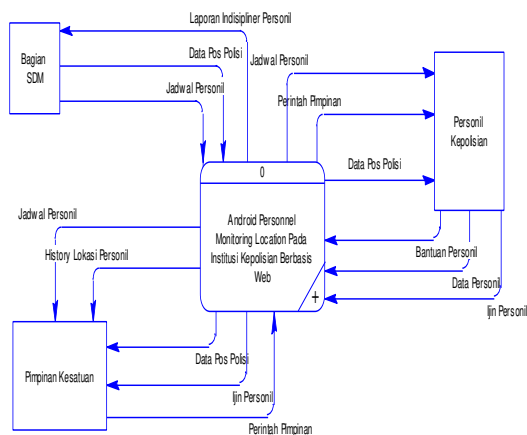 Laporan Indisipliner Personil
Bagian
SDM
Data Pos Polisi
Jadwal Personil
Jadwal Personil
Perintah Pimpinan
Personil
Kepolisian
Data Pos Polisi
0
Android Personnel
Monitoring Location Pada
Institusi Kepolisian Berbasis
Web
+
Jadwal Personil
History Lokasi Personil
Bantuan Personil
Data Personil
Ijin Personil
Pimpinan Kesatuan
Data Pos Polisi
Ijin Personil
Perintah Pimpinan